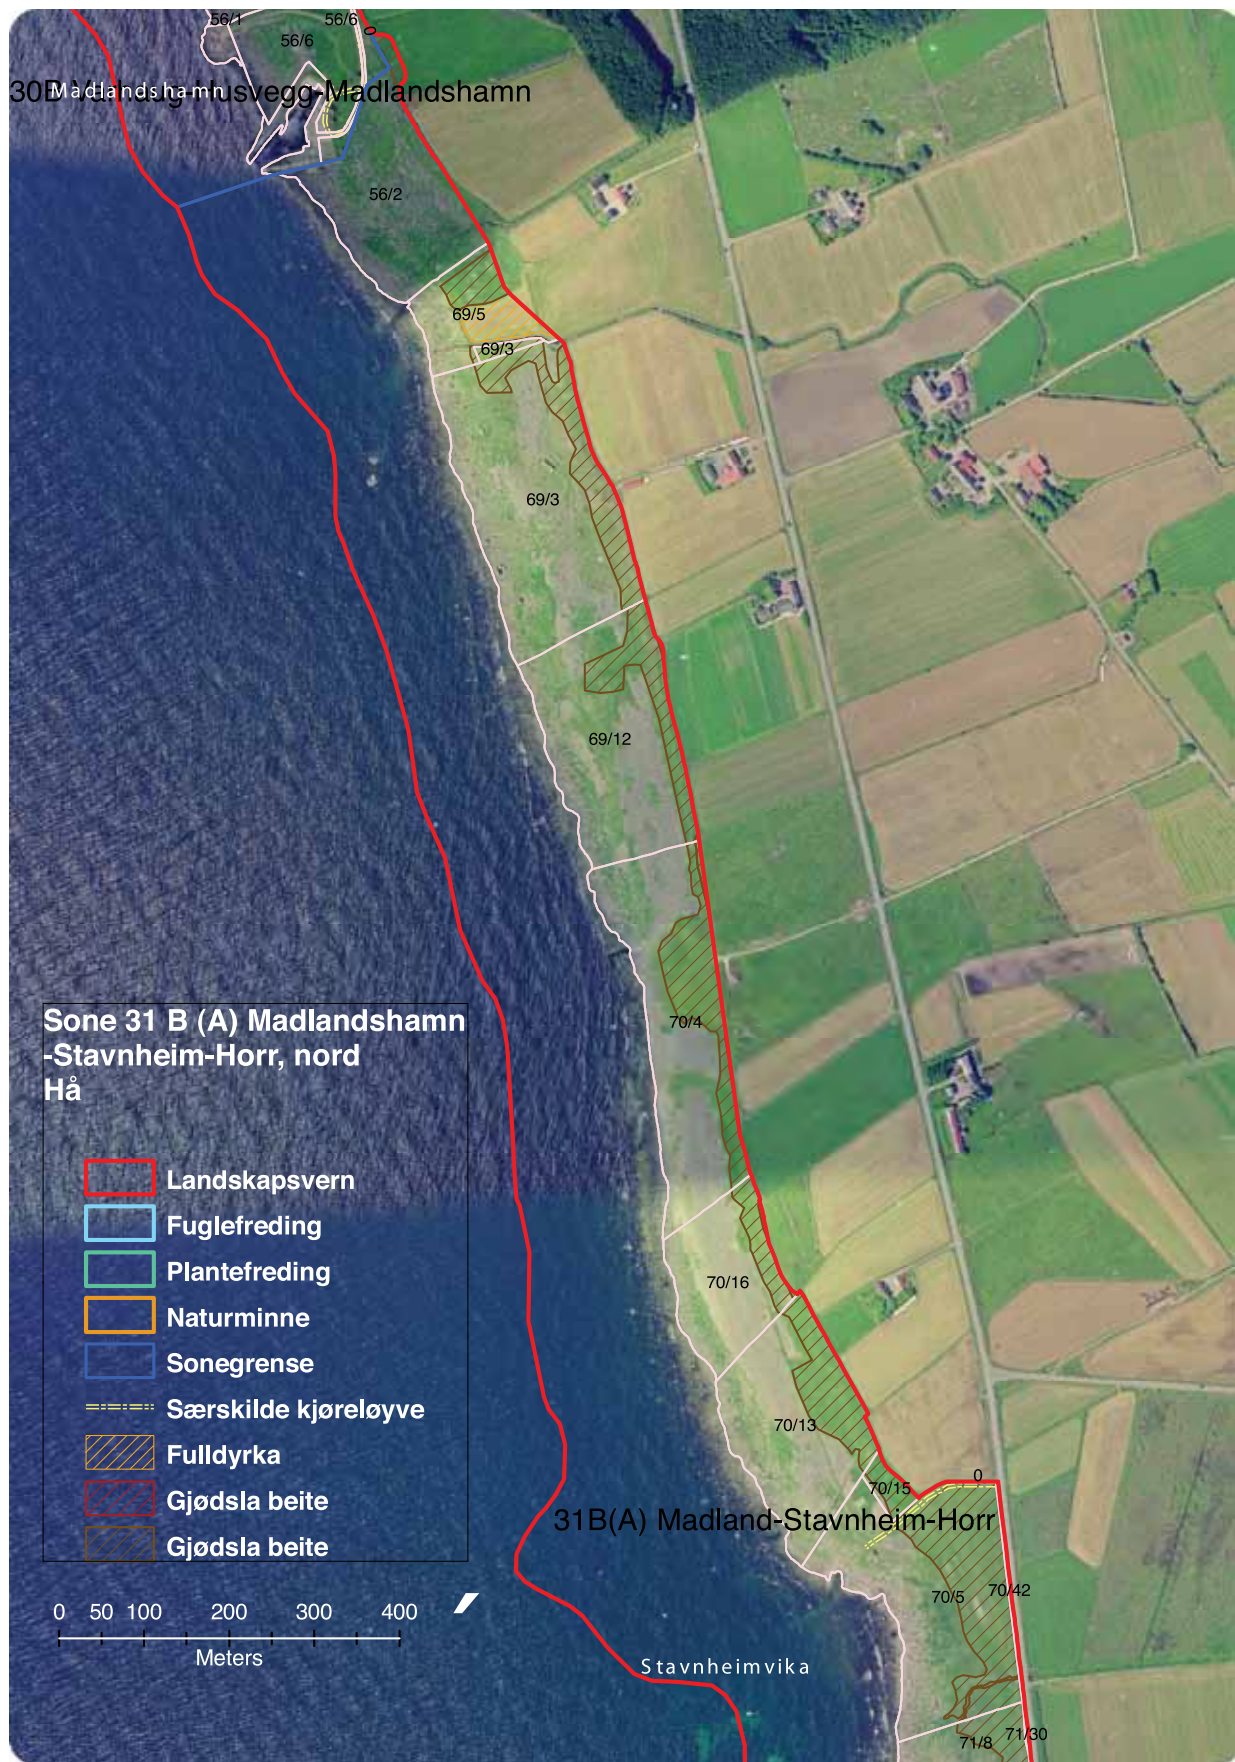 56/1
56/6
0
56/6
30B Varhaug-Husvegg-Madlandshamn
Madlandshamn
56/2
69/5
69/3
69/3
69/12
70/4
70/16
70/13
70/15
0
31B(A) Madland-Stavnheim-Horr
70/5
70/42
71/8
71/30
Stavnheimvika
Sone 31 B (A) Madlandshamn
-Stavnheim-Horr, nord
Hå
Landskapsvern
Fuglefreding
Plantefreding
Naturminne
Sonegrense
Særskilde kjøreløyve
Fulldyrka
Gjødsla beite
Gjødsla beite
0 50 100 200 300 400
Meters